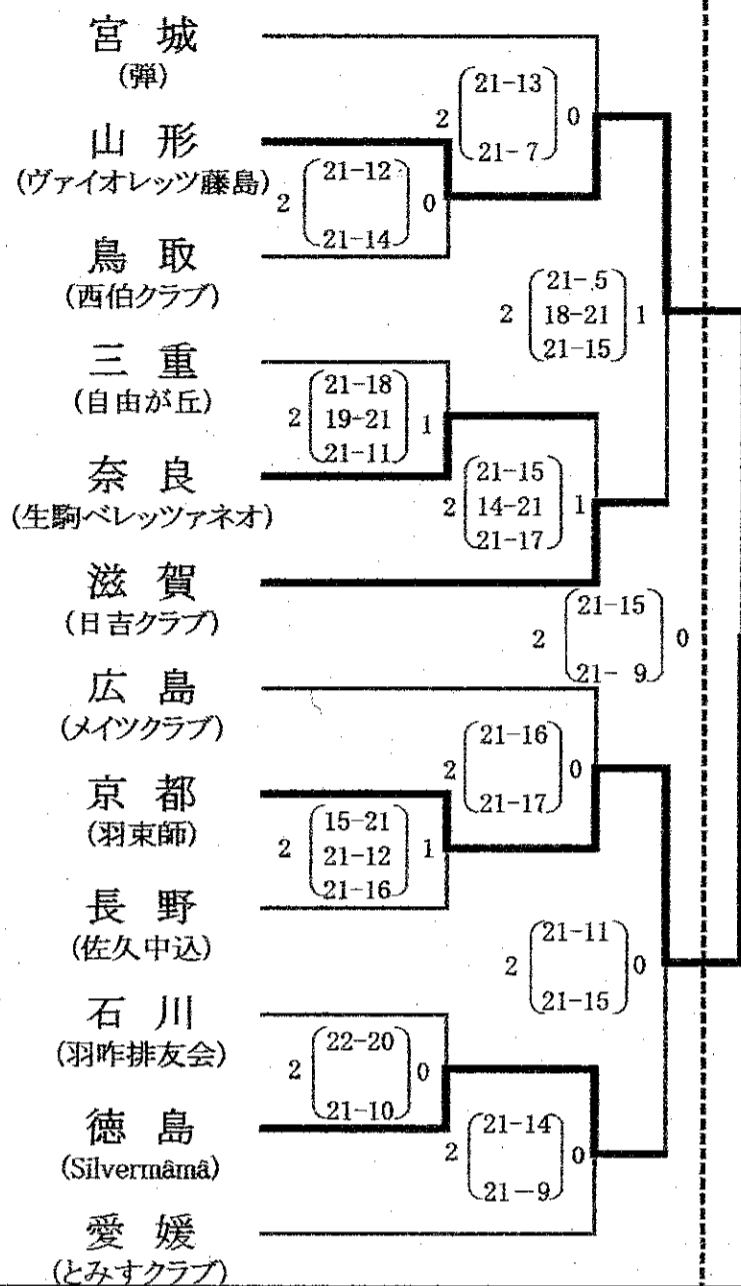 宮城
(弾)
21-13
2 0
21-7
山形
(ヴァイオレッツ藤島)
21-12
2 0
21-14
鳥取
(西伯クラブ)
21-5
2 18-21 1
21-15
三重
(自由が丘)
21-18
2 19-21 1
21-11
奈良
(生駒ベレッツァネオ)
21-15
2 14-21 1
21-17
滋賀
(日吉クラブ)
21-15
2 0
21-9
広島
(メイツクラブ)
21-16
2 0
21-17
京都
(羽束師)
15-21
2 21-12 1
21-16
長野
(佐久中込)
21-11
2 0
21-15
石川
(羽咋排友会)
22-20
2 0
21-10
徳島
(Silvermâmâ)
21-14
2 0
21-9
愛媛
(とみすクラブ)